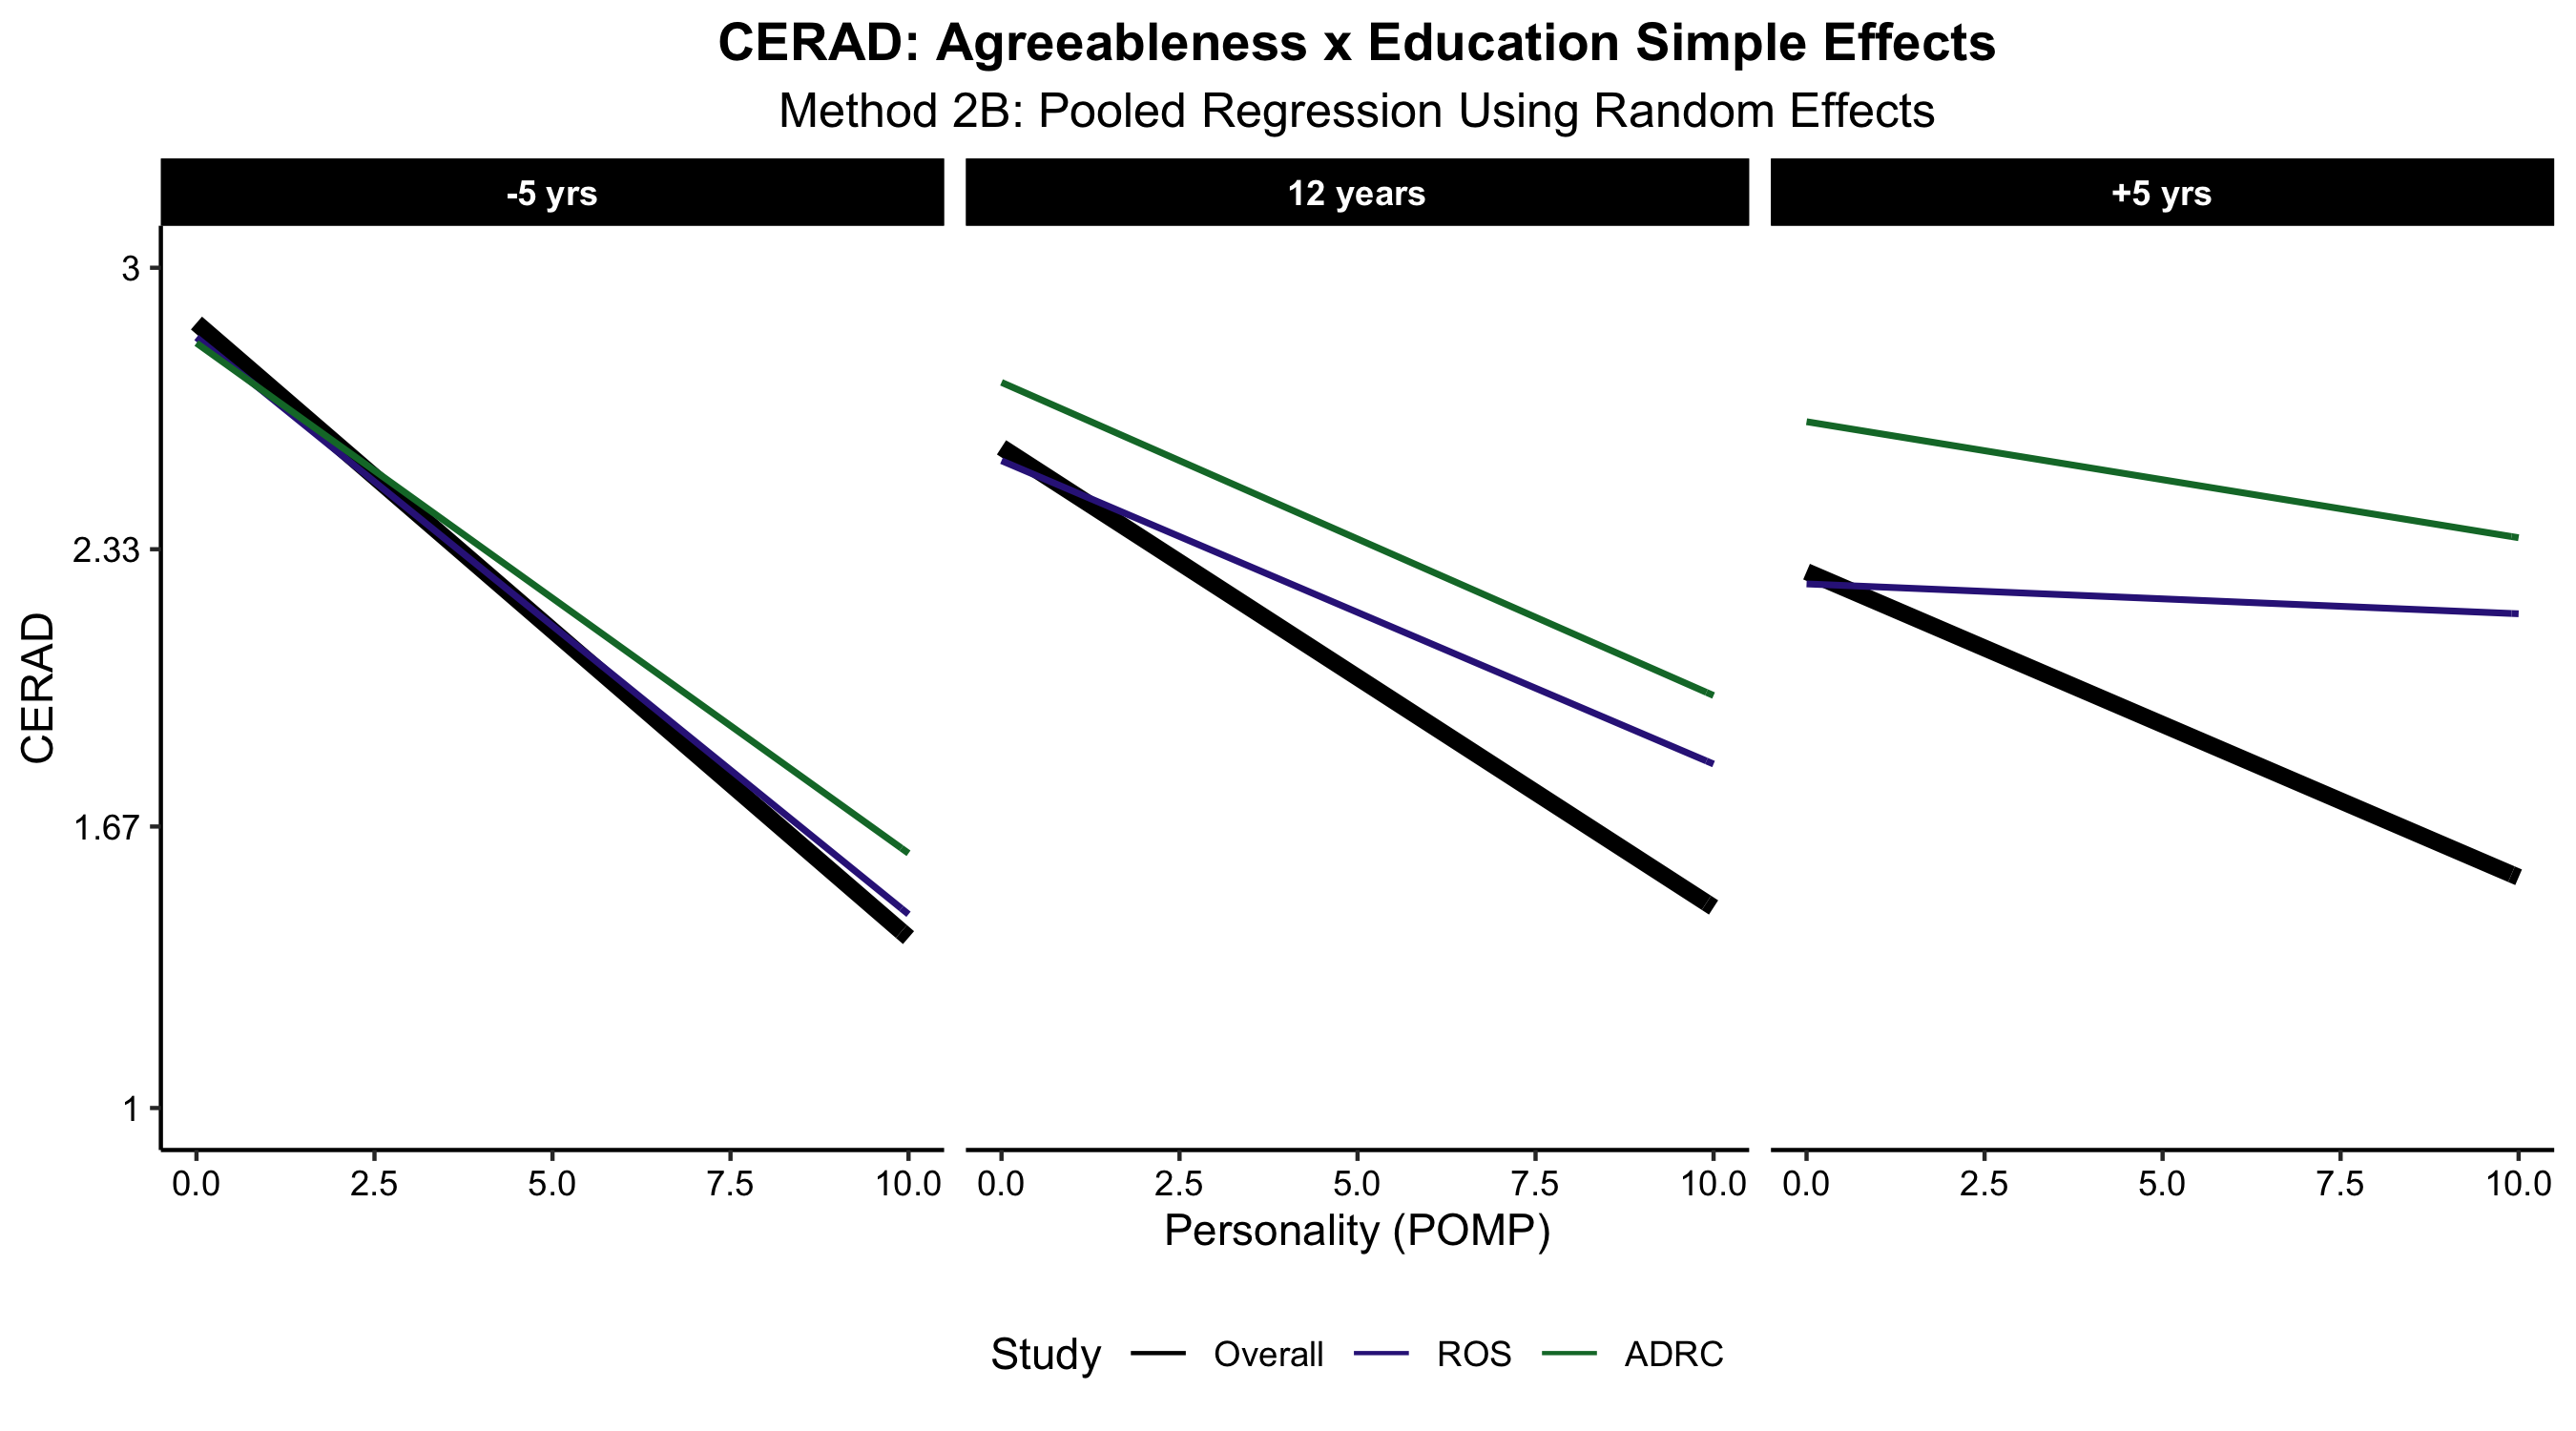 CERAD: Agreeableness x Education Simple Effects
Method 2B: Pooled Regression Using Random Effects
-5 yrs 12 years +5 yrs
3
2.33
1.67
1
CERAD
0.0 2.5 5.0 7.5 10.0 0.0 2.5 5.0 7.5 10.0 0.0 2.5 5.0 7.5 10.0
Personality (POMP)
Study Overall ROS ADRC